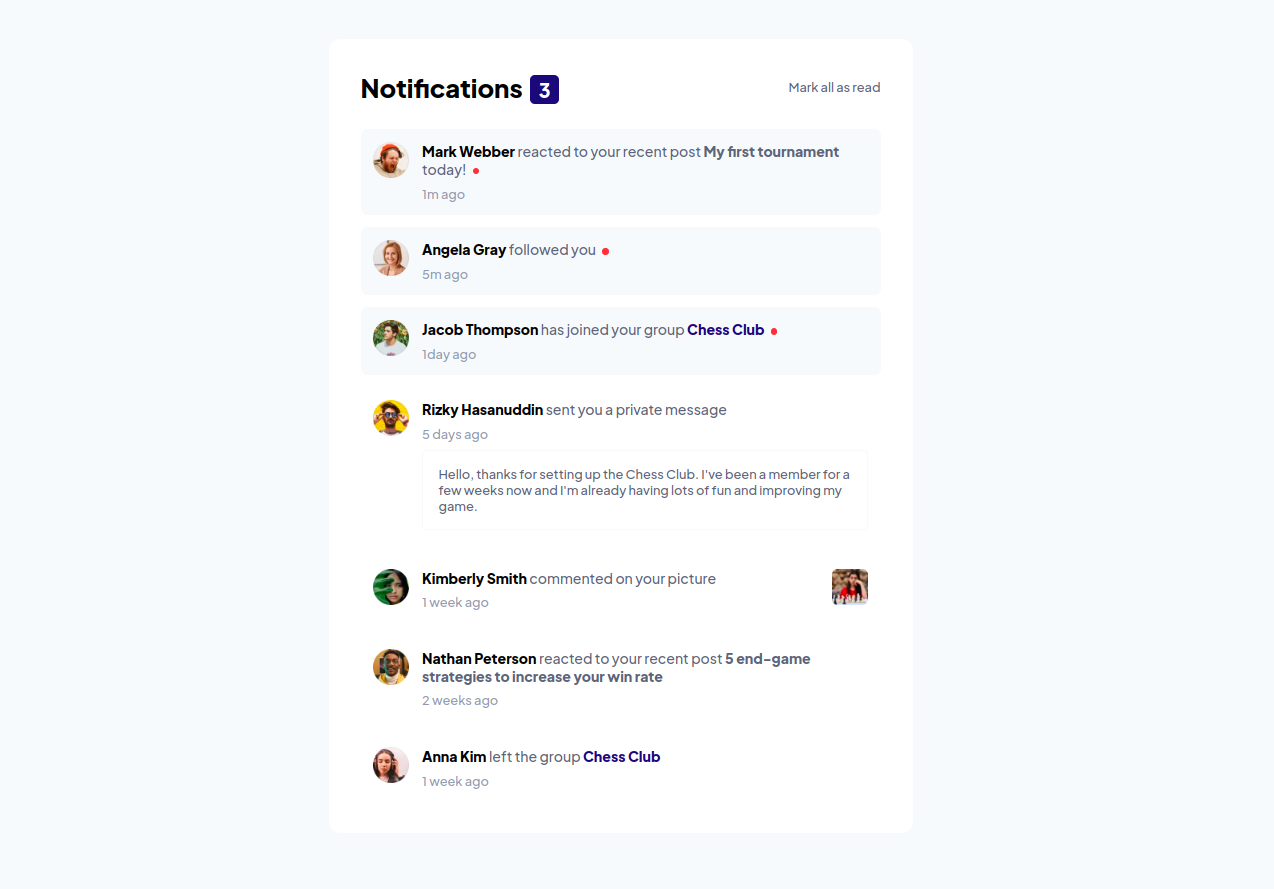 Notifications 3
Mark all as read
Mark Webber reacted to your recent post My first tournament
today!
1m ago
Angela Gray followed you
5m ago
Jacob Thompson has joined your group Chess Club
1day ago
Rizky Hasanuddin sent you a private message
5 days ago
Hello, thanks for setting up the Chess Club. I've been a member for a
few weeks now and I'm already having lots of fun and improving my
game.
Kimberly Smith commented on your picture
1 week ago
Nathan Peterson reacted to your recent post 5 end-game
strategies to increase your win rate
2 weeks ago
Anna Kim left the group Chess Club
1 week ago